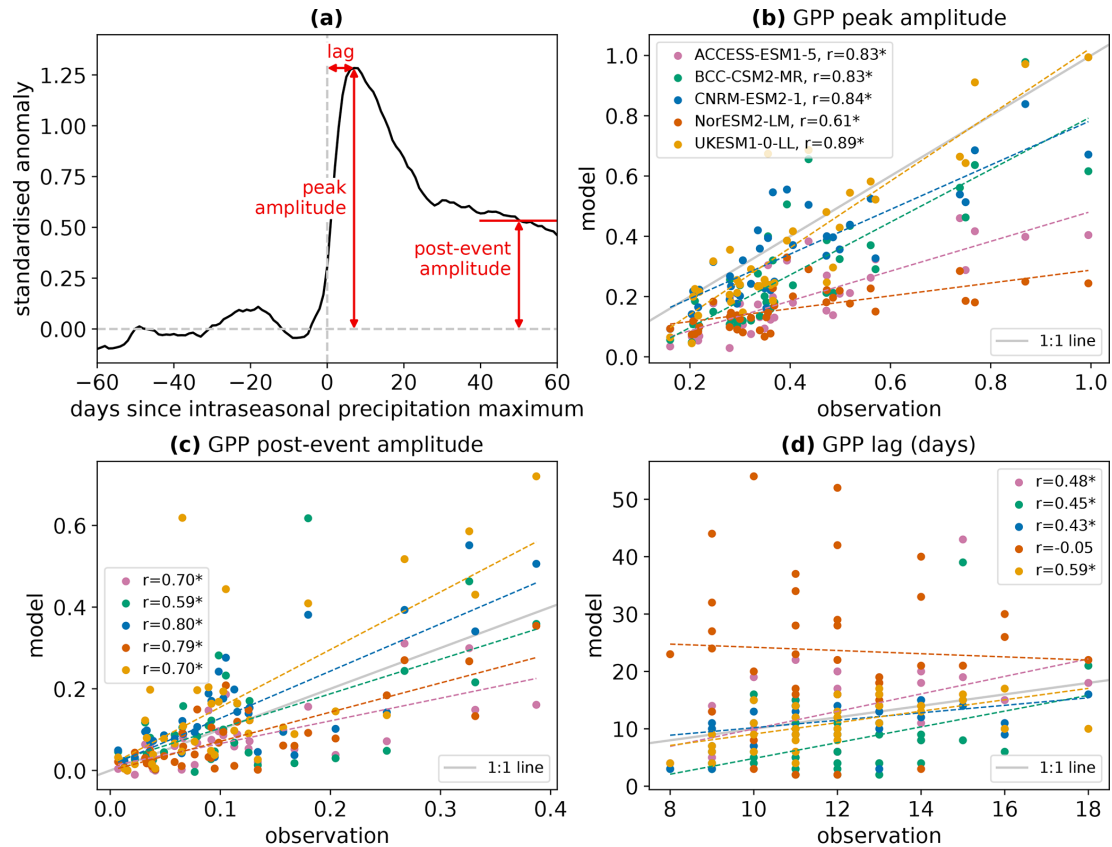 (a)
standardised anomaly
1.25
1.00
0.75
0.50
0.25
0.00
lag
peak
amplitude
post-event
amplitude
−60 −40 −20 0 20 40 60
days since intraseasonal precipitation maximum
(b) GPP peak amplitude
model
1.0
0.8
0.6
0.4
0.2
0.0
ACCESS-ESM1-5, r=0.83*
BCC-CSM2-MR, r=0.83*
CNRM-ESM2-1, r=0.84*
NorESM2-LM, r=0.61*
UKESM1-0-LL, r=0.89*
1:1 line
0.2 0.4 0.6 0.8 1.0
observation
(c) GPP post-event amplitude
model
0.6
0.4
0.2
0.0
r=0.70*
r=0.59*
r=0.80*
r=0.79*
r=0.70*
1:1 line
0.0 0.1 0.2 0.3 0.4
observation
(d) GPP lag (days)
model
50
40
30
20
10
0
r=0.48*
r=0.45*
r=0.43*
r=-0.05
r=0.59*
1:1 line
8 10 12 14 16 18
observation